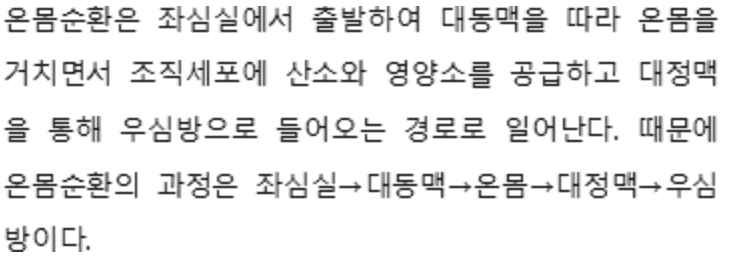 온몸순환은 좌심실에서 출발하여 대동맥을 따라 온몸을
거치면서 조직세포에 산소와 영양소를 공급하고 대정맥
을 통해 우심방으로 들어오는 경로로 일어난다. 때문에
온몸순환의 과정은 좌심실→대동맥→온몸→대정맥→우심
방이다.